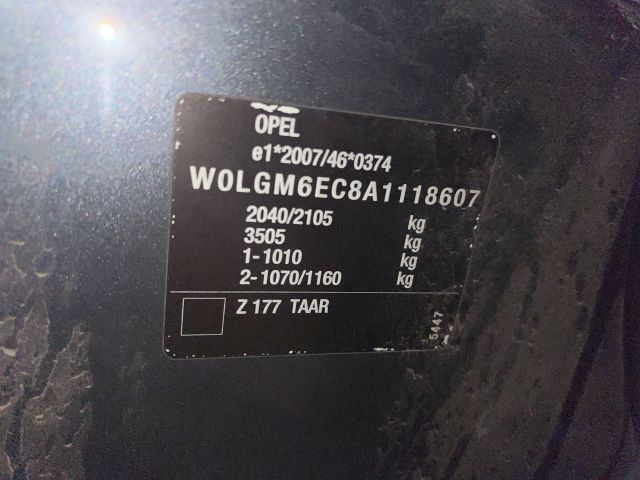 OPEL
e1*2007/46*0374
W0LGM6EC8A1118607
2040/2105 kg
3505 kg
1-1010 kg
2-1070/1160 kg
Z 177 TAAR
5447